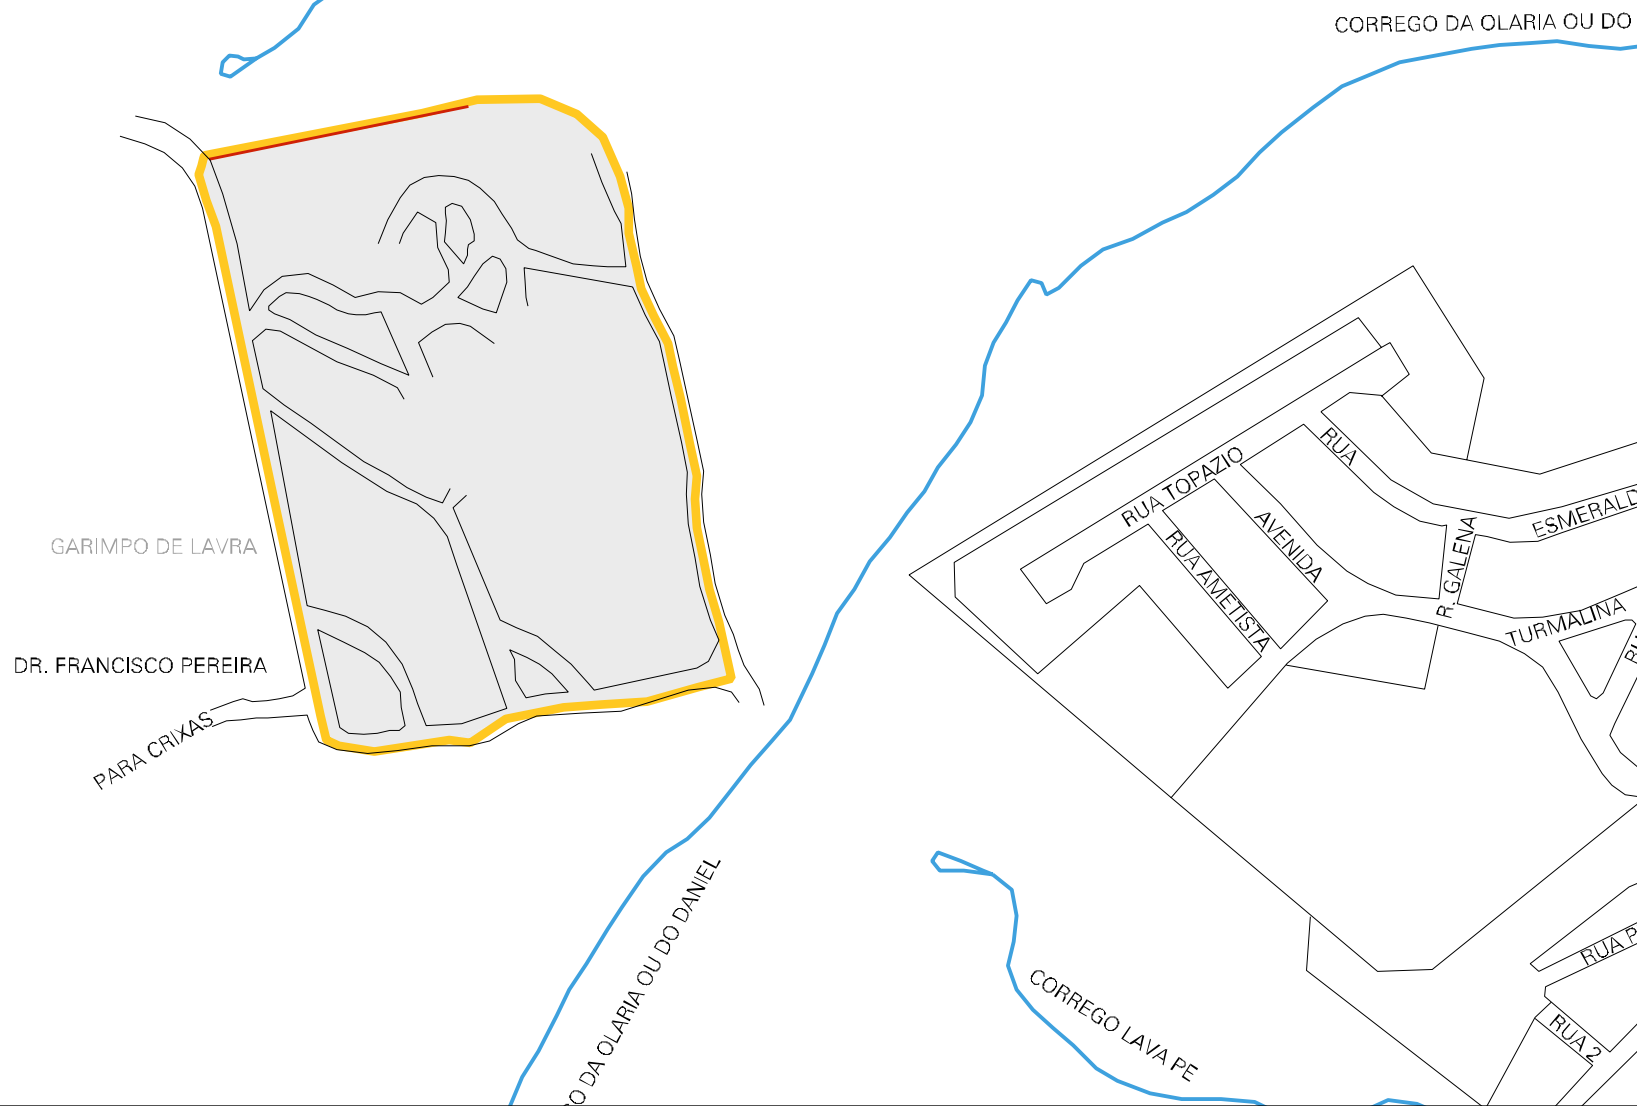 CORREGO DA OLARIA OU DO
RUA
RUA TOPAZIO
ESMERALD
AVENIDA
R. GALENA
RUA AMETISTA
GARIMPO DE LAVRA
TURMALINA
DR. FRANCISCO PEREIRA
PARA CRIXAS
DA OLARIA OU DO DANIEL
RUA P
CORREGO LAVA PE
RUA 2